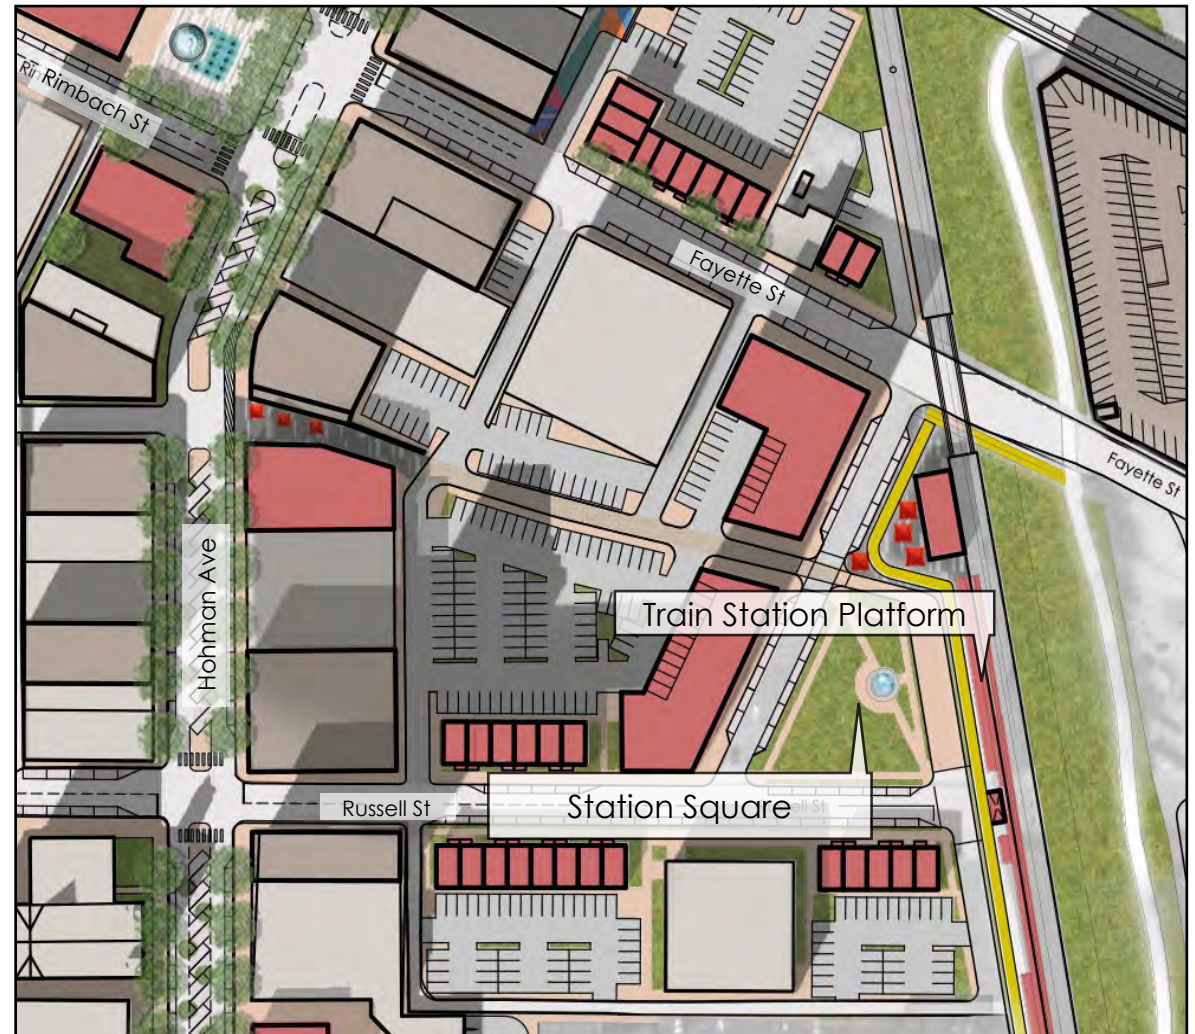 Rimbach St
Fayette St
Fayette St
Hohman Ave
Train Station Platform
Station Square
Russell St